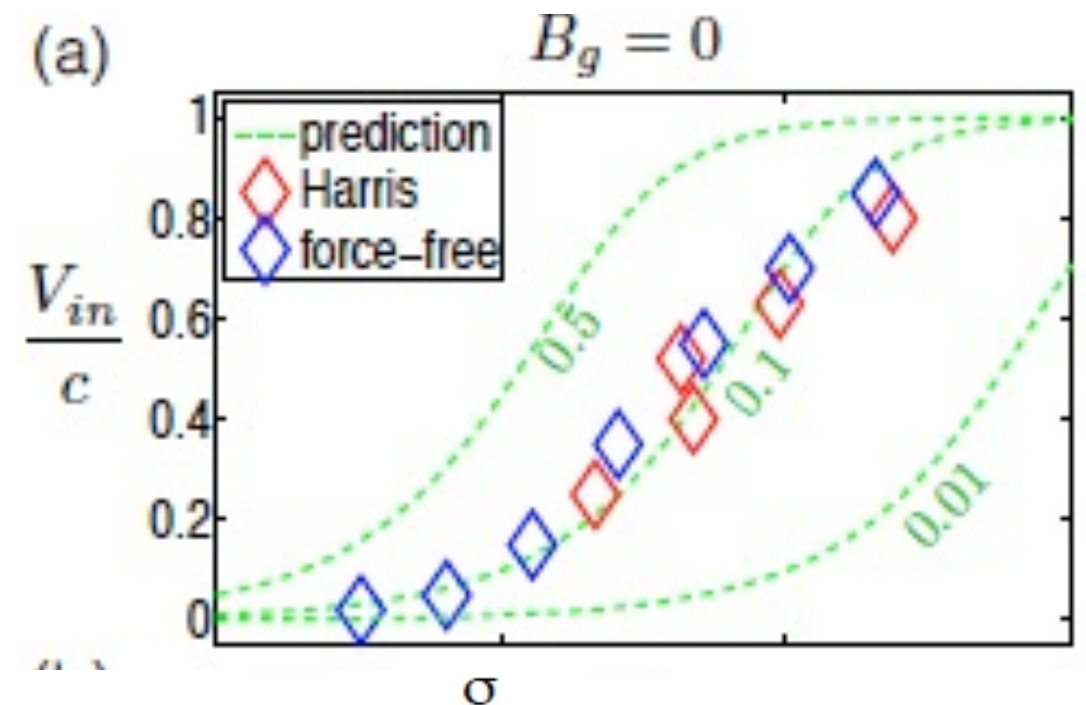 (a)
B_g = 0
prediction
Harris
force-free
V_in / c
1
0.8
0.6
0.4
0.2
0
0.5
0.1
0.01
σ